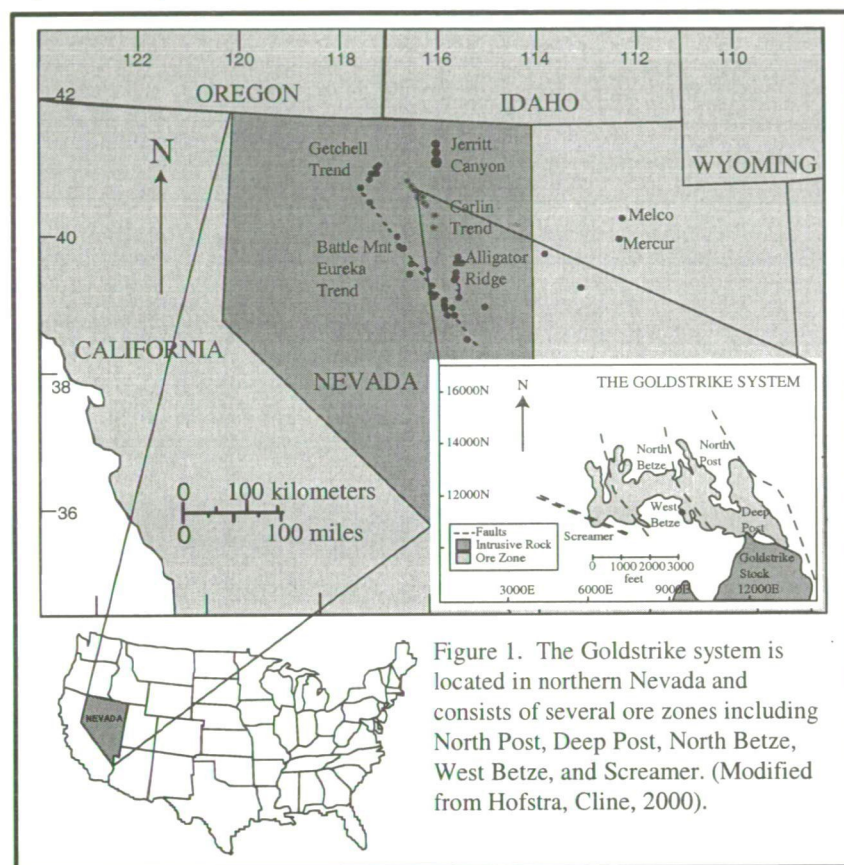 122 120 118 116 114 112 110
42
OREGON IDAHO
N
Getchell
Trend
Jerritt
Canyon
WYOMING
Carlin
Trend
Melco
Mercur
40
Battle Mnt
Eureka
Trend
Alligator
Ridge
CALIFORNIA
NEVADA
38
36
0 100 kilometers
0 100 miles
THE GOLDSTRIKE SYSTEM
N
16000N
14000N
12000N
North
Betze
North
Post
West
Betze
Deep
Post
Screamer
Faults
Intrusive Rock
Ore Zone
Goldstrike
Stock
0 1000 2000 3000
feet
3000E 6000E 9000E 12000E
NEVADA
Figure 1. The Goldstrike system is
located in northern Nevada and
consists of several ore zones including
North Post, Deep Post, North Betze,
West Betze, and Screamer. (Modified
from Hofstra, Cline, 2000).